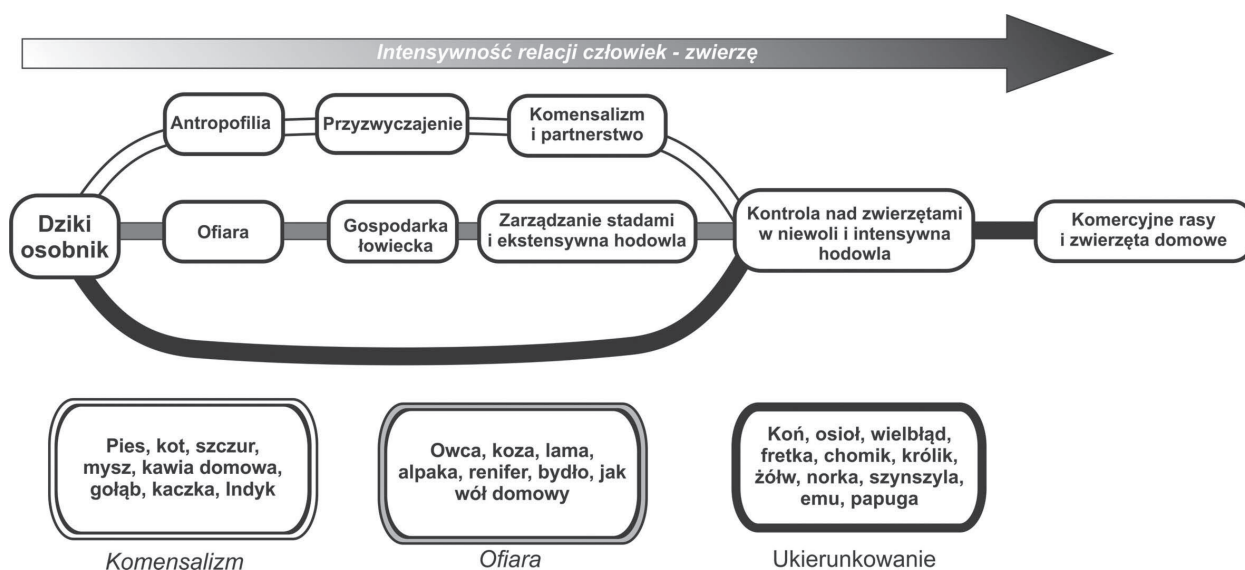 Intensywność relacji człowiek - zwierzę
Antropofilia
Przyzwyczajenie
Komensalizm
i partnerstwo
Dziki
osobnik
Ofiara
Gospodarka
łowiecka
Zarządzanie stadami
i ekstensywna hodowla
Kontrola nad zwierzętami
w niewoli i intensywna
hodowla
Komercyjne rasy
i zwierzęta domowe
Pies, kot, szczur,
mysz, kawia domowa,
gołąb, kaczka, Indyk
Komensalizm
Owca, koza, lama,
alpaka, renifer, bydło, jak
wół domowy
Ofiara
Koń, osioł, wielbłąd,
fretka, chomik, królik,
żółw, norka, szynszyla,
emu, papuga
Ukierunkowanie